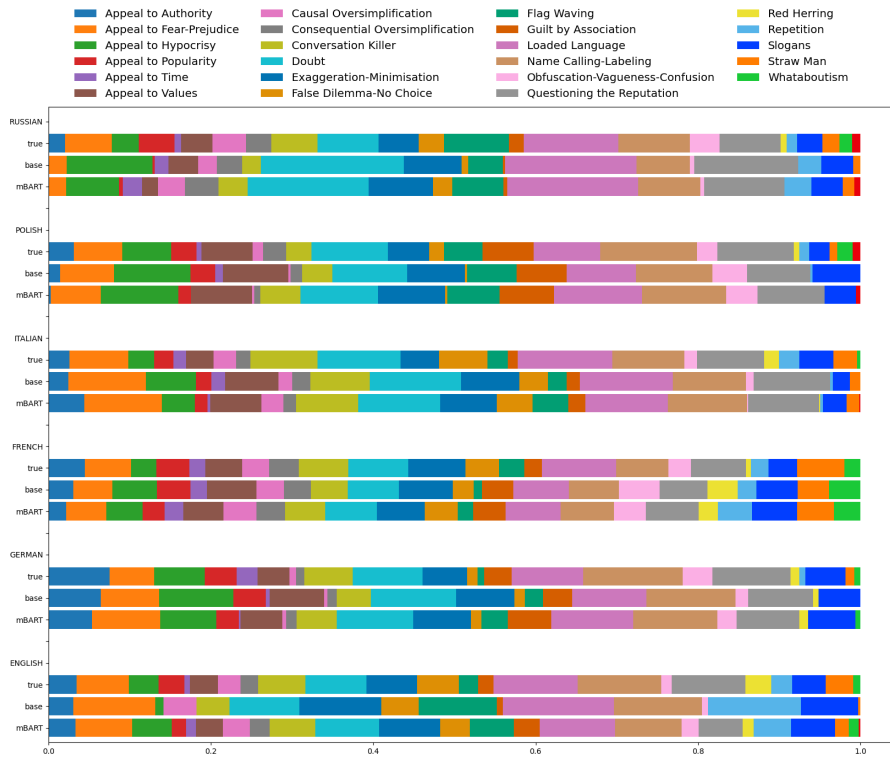 Appeal to Authority
Appeal to Fear-Prejudice
Appeal to Hypocrisy
Appeal to Popularity
Appeal to Time
Appeal to Values
Causal Oversimplification
Consequential Oversimplification
Conversation Killer
Doubt
Exaggeration-Minimisation
False Dilemma-No Choice
Flag Waving
Guilt by Association
Loaded Language
Name Calling-Labeling
Obfuscation-Vagueness-Confusion
Questioning the Reputation
Red Herring
Repetition
Slogans
Straw Man
Whataboutism
RUSSIAN
true
base
mBART
POLISH
true
base
mBART
ITALIAN
true
base
mBART
FRENCH
true
base
mBART
GERMAN
true
base
mBART
ENGLISH
true
base
mBART
0.0 0.2 0.4 0.6 0.8 1.0